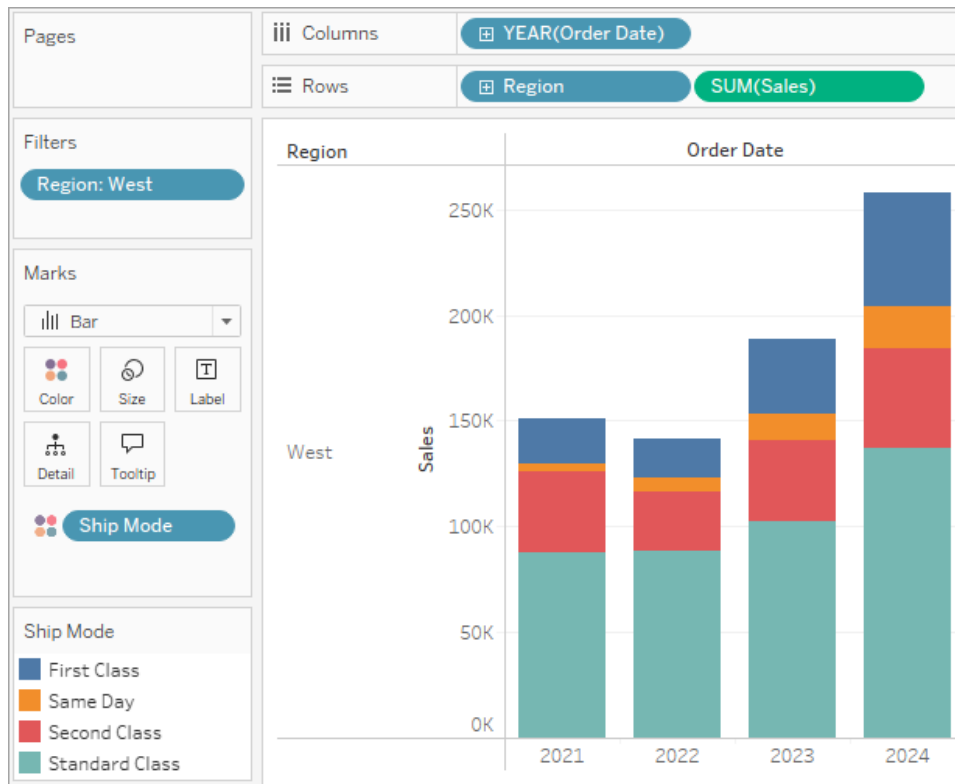 Pages
Columns
YEAR(Order Date)
Rows
Region
SUM(Sales)
Filters
Region: West
Marks
Bar
Color
Size
T
Label
Detail
Tooltip
Ship Mode
Ship Mode
First Class
Same Day
Second Class
Standard Class
Region
Order Date
West
Sales
250K
200K
150K
100K
50K
0K
2021
2022
2023
2024